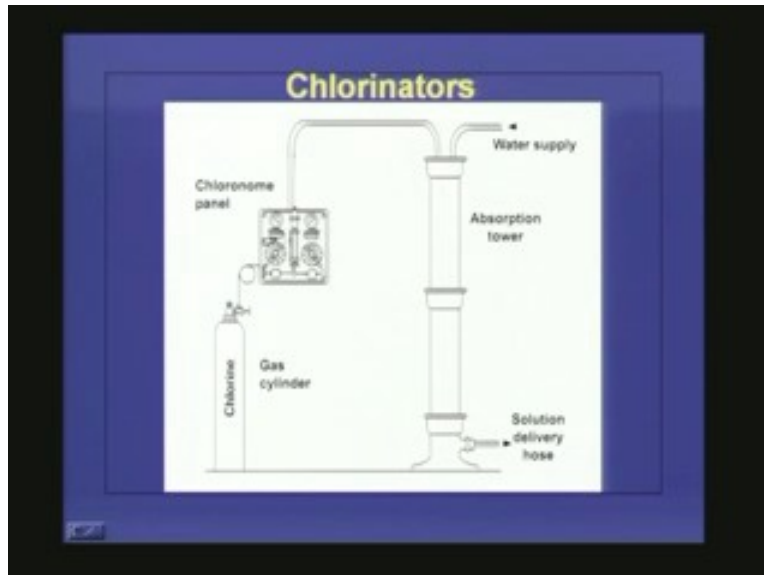 Chlorinators
Water supply
Chloronome
panel
Absorption
tower
Gas
cylinder
Chlorine
Solution
delivery
hose